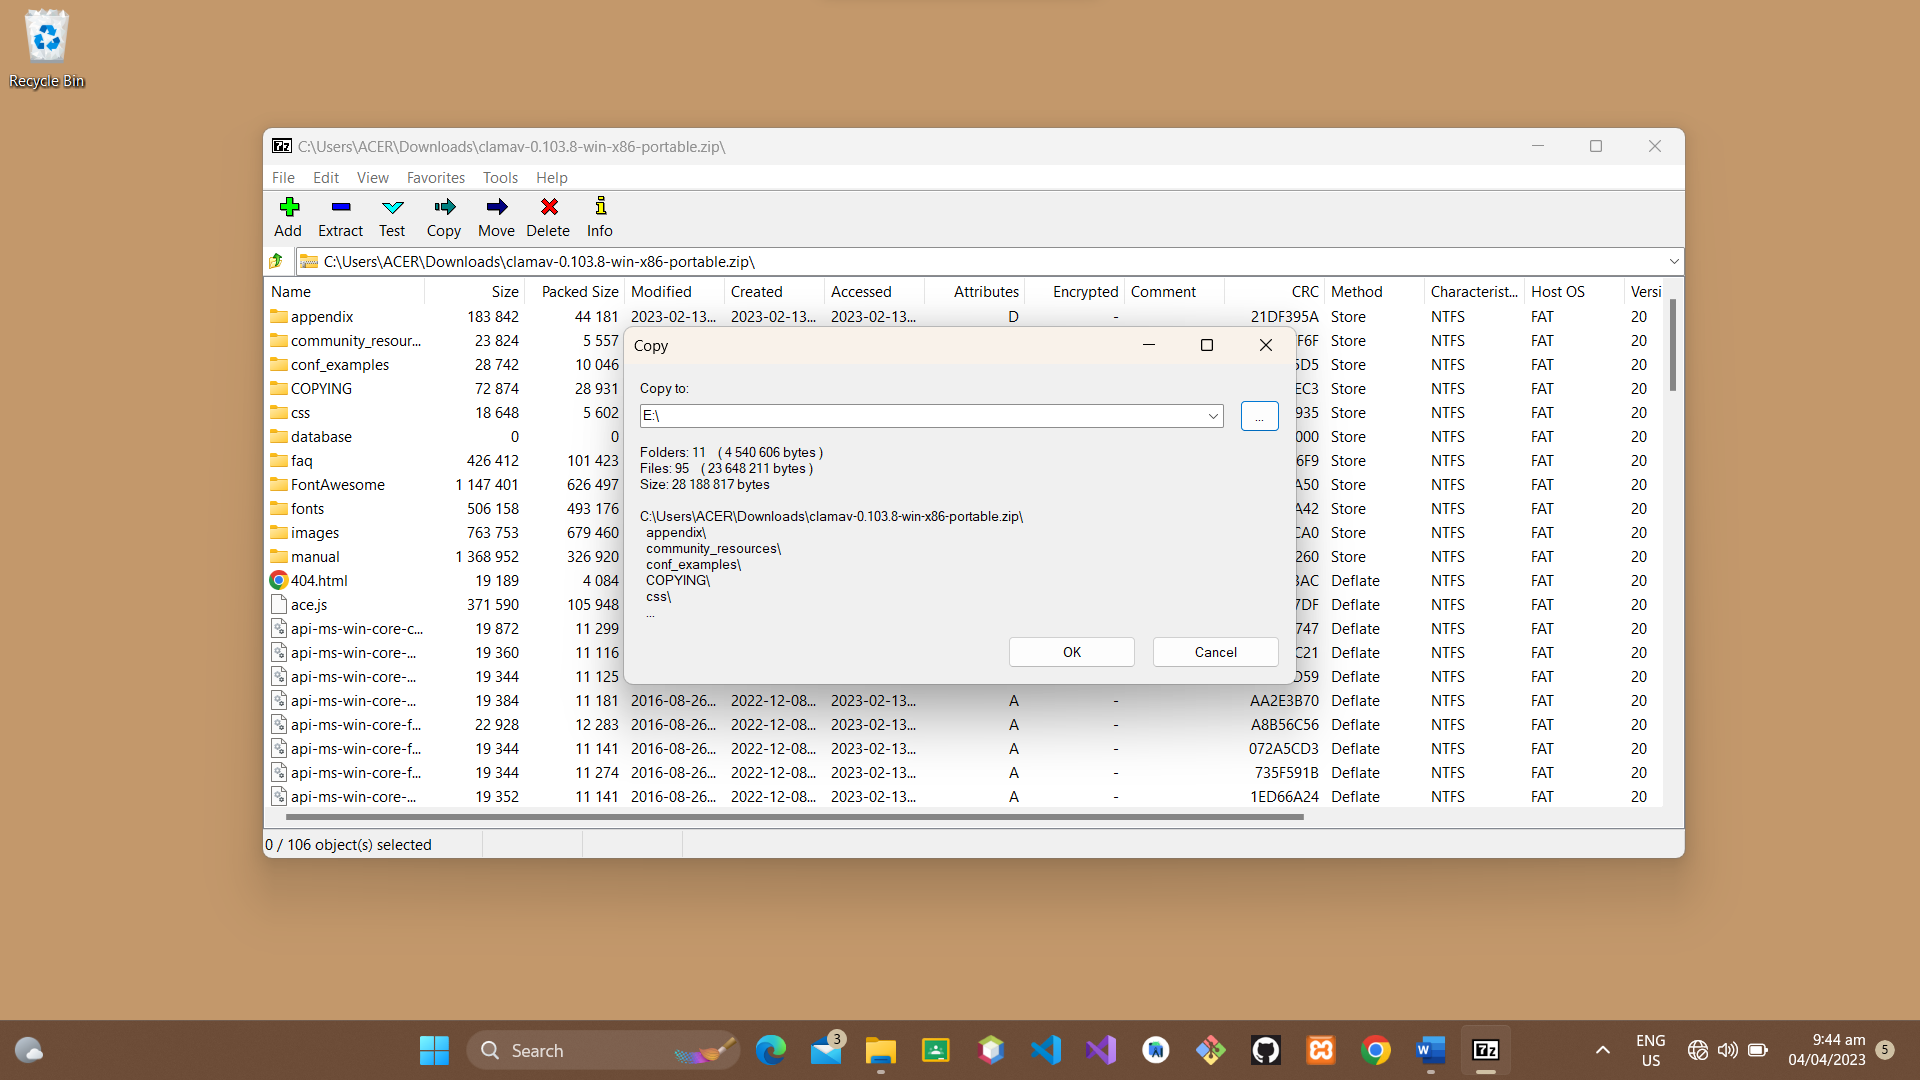 Recycle Bin
C:\Users\ACER\Downloads\clamav-0.103.8-win-x86-portable.zip\
File Edit View Favorites Tools Help
Add Extract Test Copy Move Delete Info
C:\Users\ACER\Downloads\clamav-0.103.8-win-x86-portable.zip\
Name Size Packed Size Modified Created Accessed Attributes Encrypted Comment CRC Method Characterist... Host OS Versi
appendix 183 842 44 181 2023-02-13... 2023-02-13... 2023-02-13... D - 21DF395A Store NTFS FAT 20
community_resour... 23 824 5 557 F6F Store NTFS FAT 20
conf_examples 28 742 10 046 5D5 Store NTFS FAT 20
COPYING 72 874 28 931 EC3 Store NTFS FAT 20
css 18 648 5 602 935 Store NTFS FAT 20
database 0 0 000 Store NTFS FAT 20
faq 426 412 101 423 6F9 Store NTFS FAT 20
FontAwesome 1 147 401 626 497 A50 Store NTFS FAT 20
fonts 506 158 493 176 A42 Store NTFS FAT 20
images 763 753 679 460 CA0 Store NTFS FAT 20
manual 1 368 952 326 920 260 Store NTFS FAT 20
404.html 19 189 4 084 3AC Deflate NTFS FAT 20
ace.js 371 590 105 948 7DF Deflate NTFS FAT 20
api-ms-win-core-c... 19 872 11 299 747 Deflate NTFS FAT 20
api-ms-win-core-... 19 360 11 116 C21 Deflate NTFS FAT 20
api-ms-win-core-... 19 344 11 125 D59 Deflate NTFS FAT 20
api-ms-win-core-... 19 384 11 181 2016-08-26... 2022-12-08... 2023-02-13... A - AA2E3B70 Deflate NTFS FAT 20
api-ms-win-core-f... 22 928 12 283 2016-08-26... 2022-12-08... 2023-02-13... A - A8B56C56 Deflate NTFS FAT 20
api-ms-win-core-f... 19 344 11 141 2016-08-26... 2022-12-08... 2023-02-13... A - 072A5CD3 Deflate NTFS FAT 20
api-ms-win-core-f... 19 344 11 274 2016-08-26... 2022-12-08... 2023-02-13... A - 735F591B Deflate NTFS FAT 20
api-ms-win-core-... 19 352 11 141 2016-08-26... 2022-12-08... 2023-02-13... A - 1ED66A24 Deflate NTFS FAT 20
0 / 106 object(s) selected
Copy
Copy to:
E:\
...
Folders: 11 ( 4 540 606 bytes )
Files: 95 ( 23 648 211 bytes )
Size: 28 188 817 bytes
C:\Users\ACER\Downloads\clamav-0.103.8-win-x86-portable.zip\
appendix\
community_resources\
conf_examples\
COPYING\
css\
...
OK Cancel
Search
3
ENG
US
9:44 am
04/04/2023
5